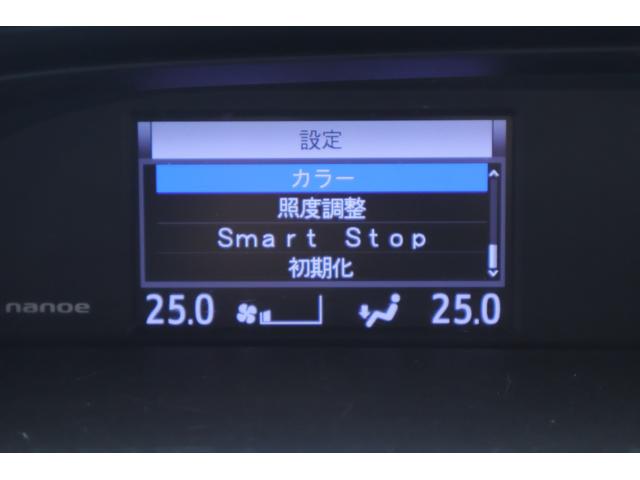 設定
カラー
照度調整
Smart Stop
初期化
nanoe 25.0 25.0